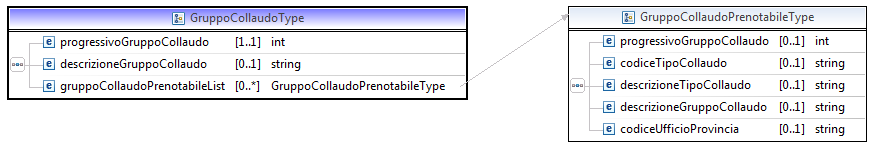 GruppoCollaudoType
progressivoGruppoCollaudo [1..1] int
descrizioneGruppoCollaudo [0..1] string
gruppoCollaudoPrenotabileList [0..*] GruppoCollaudoPrenotabileType
GruppoCollaudoPrenotabileType
progressivoGruppoCollaudo [0..1] int
codiceTipoCollaudo [0..1] string
descrizioneTipoCollaudo [0..1] string
descrizioneGruppoCollaudo [0..1] string
codiceUfficioProvincia [0..1] string